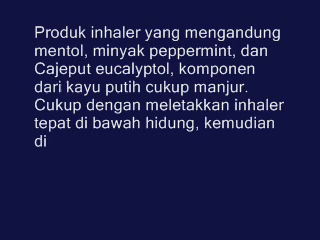 Produk inhaler yang mengandung
mentol, minyak peppermint, dan
Cajeput eucalyptol, komponen
dari kayu putih cukup manjur.
Cukup dengan meletakkan inhaler
tepat di bawah hidung, kemudian
di